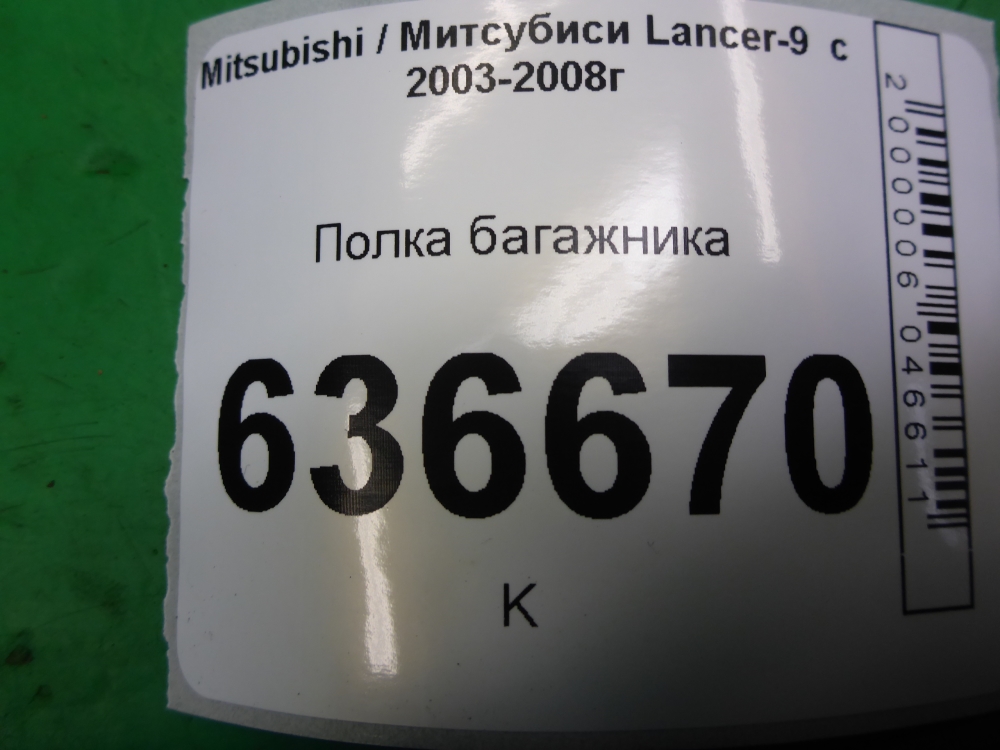 Mitsubishi / Митсубиси Lancer-9 с
2003-2008г
Полка багажника
636670
К
2000006046611